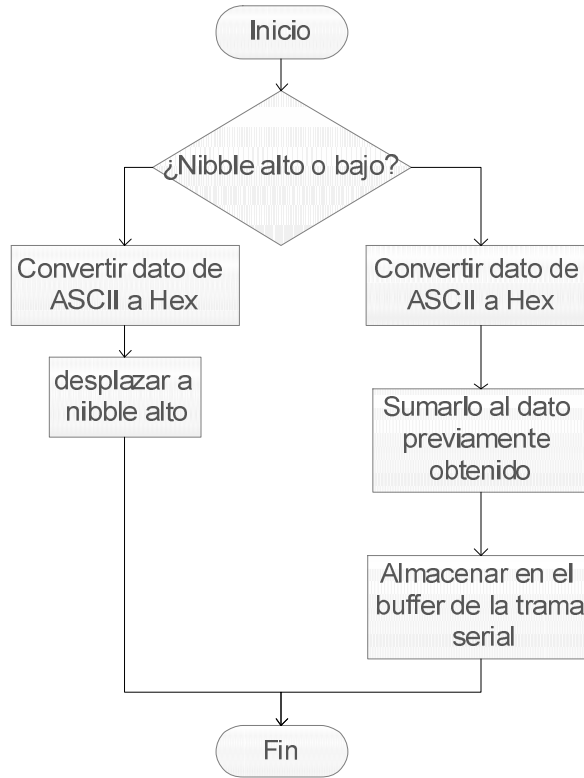 Inicio
¿Nibble alto o bajo?
Convertir dato de
ASCII a Hex
desplazar a
nibble alto
Convertir dato de
ASCII a Hex
Sumarlo al dato
previamente
obtenido
Almacenar en el
buffer de la trama
serial
Fin